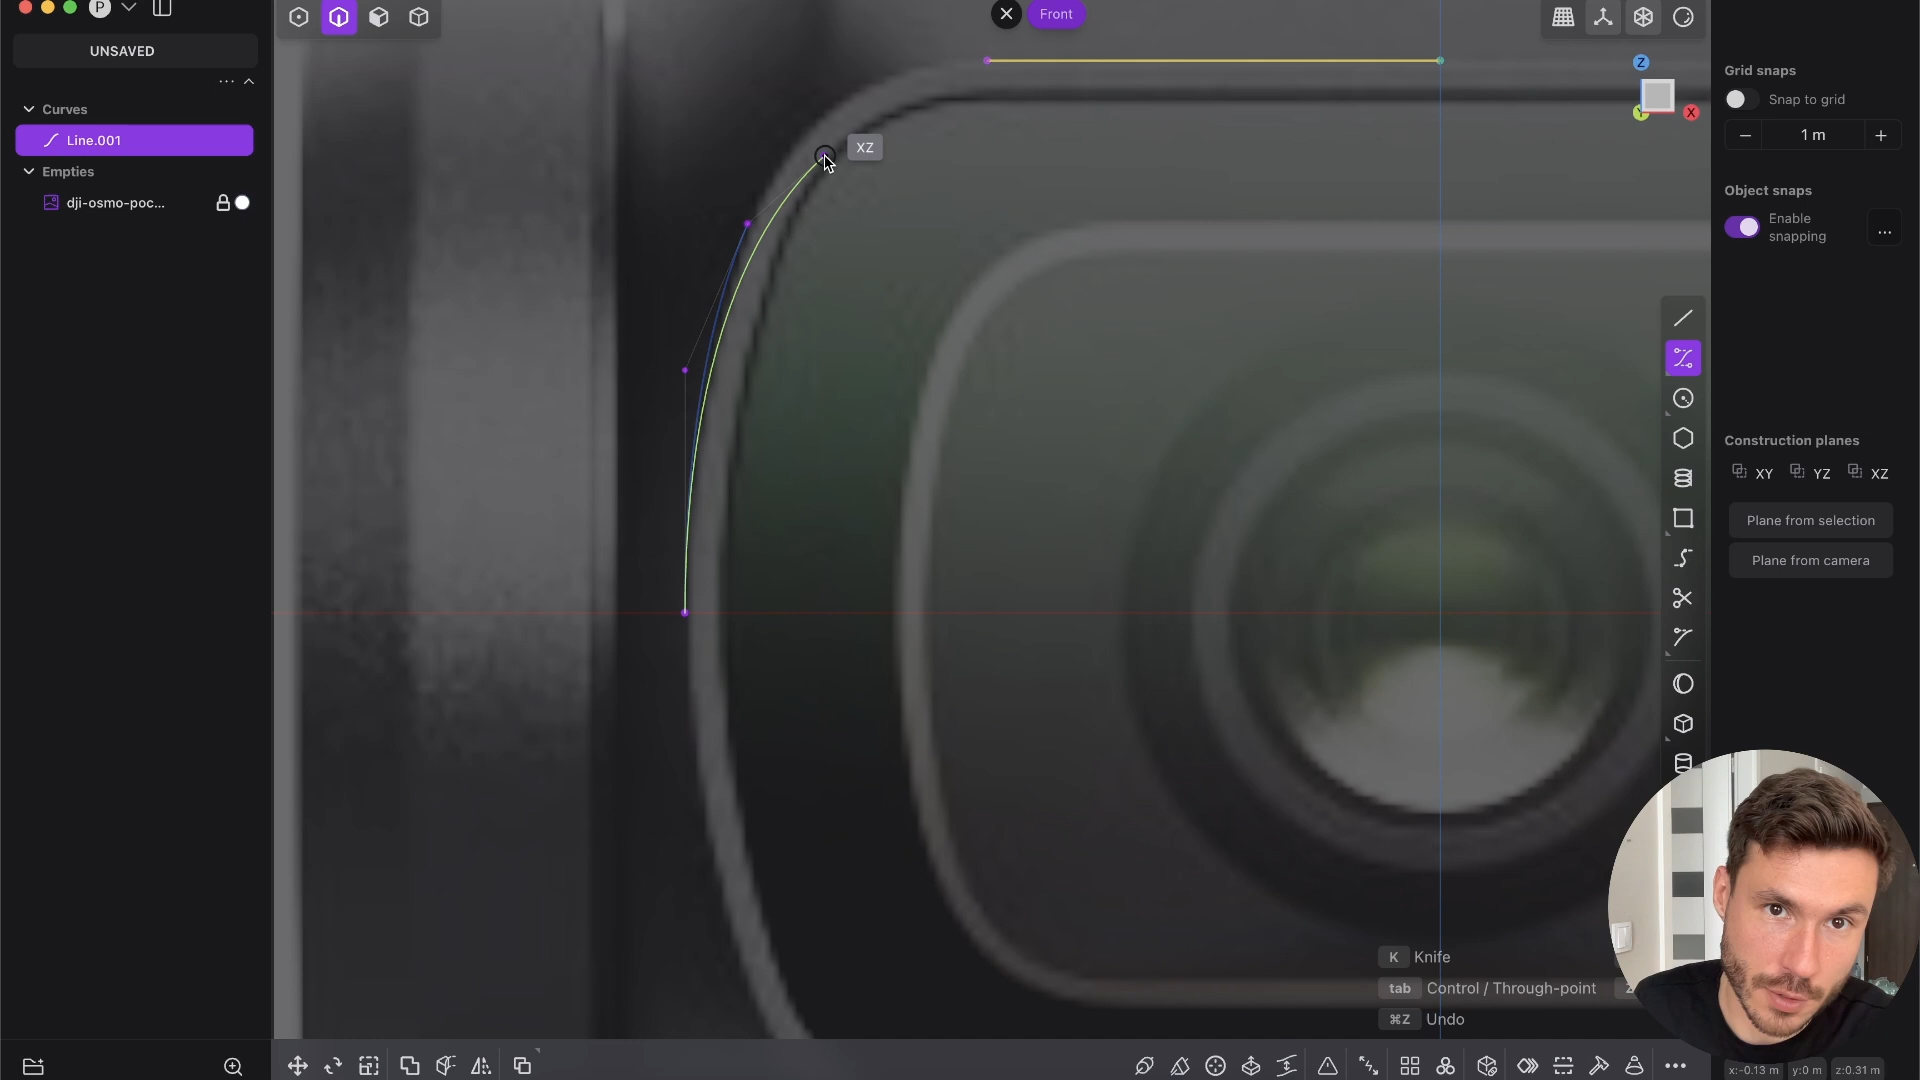 P
UNSAVED
Curves
Line.001
Empties
dji-osmo-poc...
Front
XZ
Z
Y
X
Grid snaps
Snap to grid
1 m
Object snaps
Enable
snapping
Construction planes
XY
YZ
XZ
Plane from selection
Plane from camera
K Knife
tab Control / Through-point
⌘Z Undo
x:-0.13 m y:0 m z:0.31 m